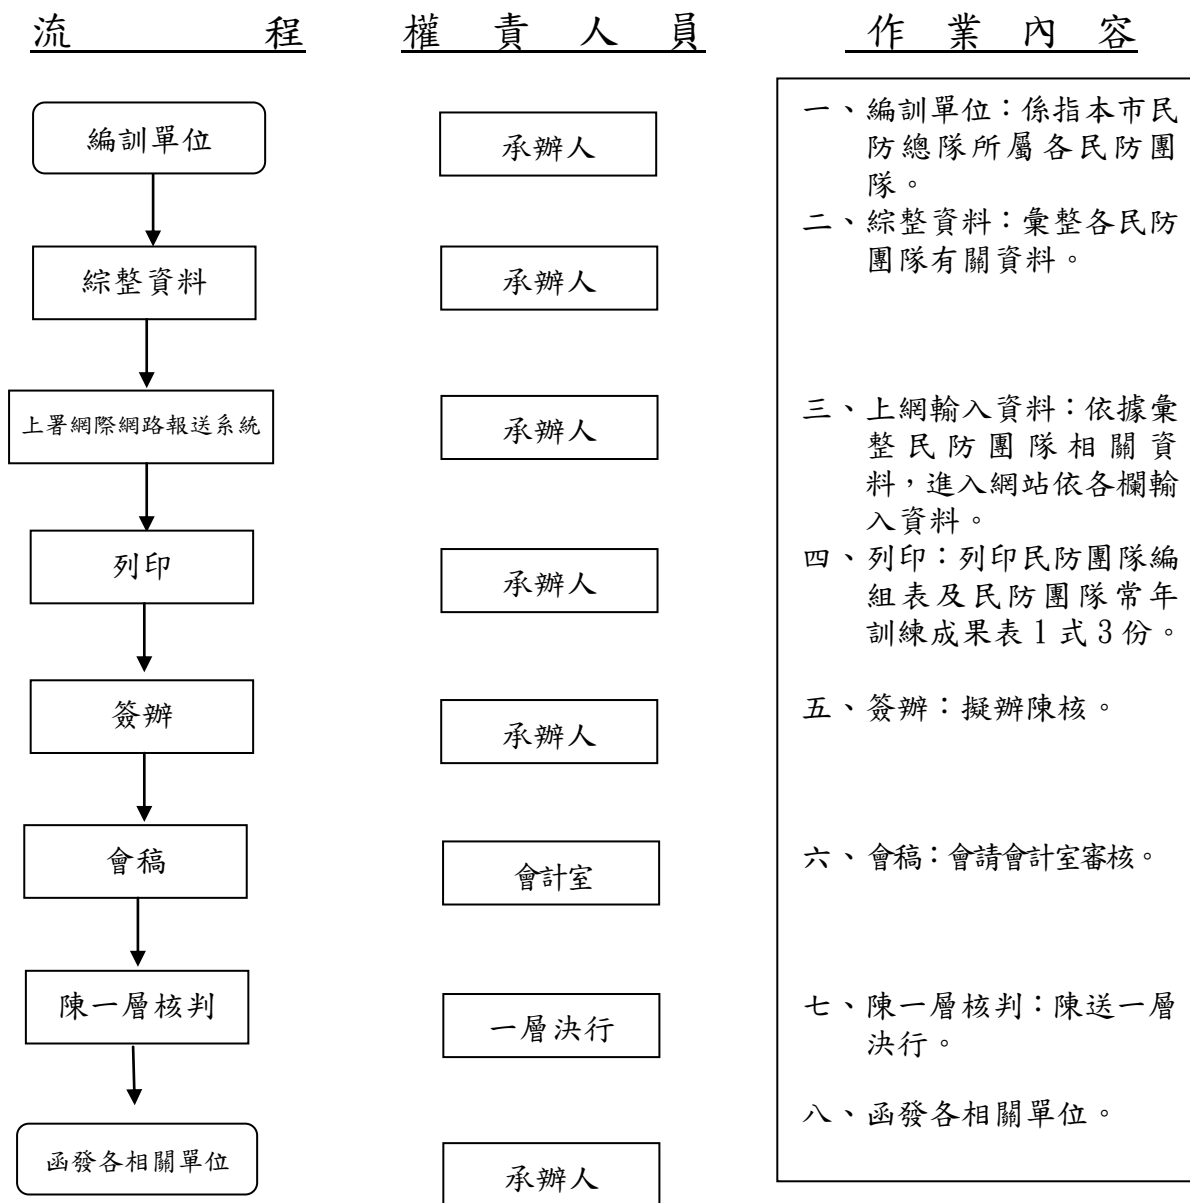 流程 權責人員 作業內容
編訓單位
綜整資料
上署網際網路報送系統
列印
簽辦
會稿
陳一層核判
函發各相關單位
承辦人
承辦人
承辦人
承辦人
承辦人
會計室
一層決行
承辦人
一、編訓單位：係指本市民
防總隊所屬各民防團
隊。
二、綜整資料：彙整各民防
團隊有關資料。
三、上網輸入資料：依據彙
整民防團隊相關資
料，進入網站依各欄輸
入資料。
四、列印：列印民防團隊編
組表及民防團隊常年
訓練成果表1式3份。
五、簽辦：擬辦陳核。
六、會稿：會請會計室審核。
七、陳一層核判：陳送一層
決行。
八、函發各相關單位。